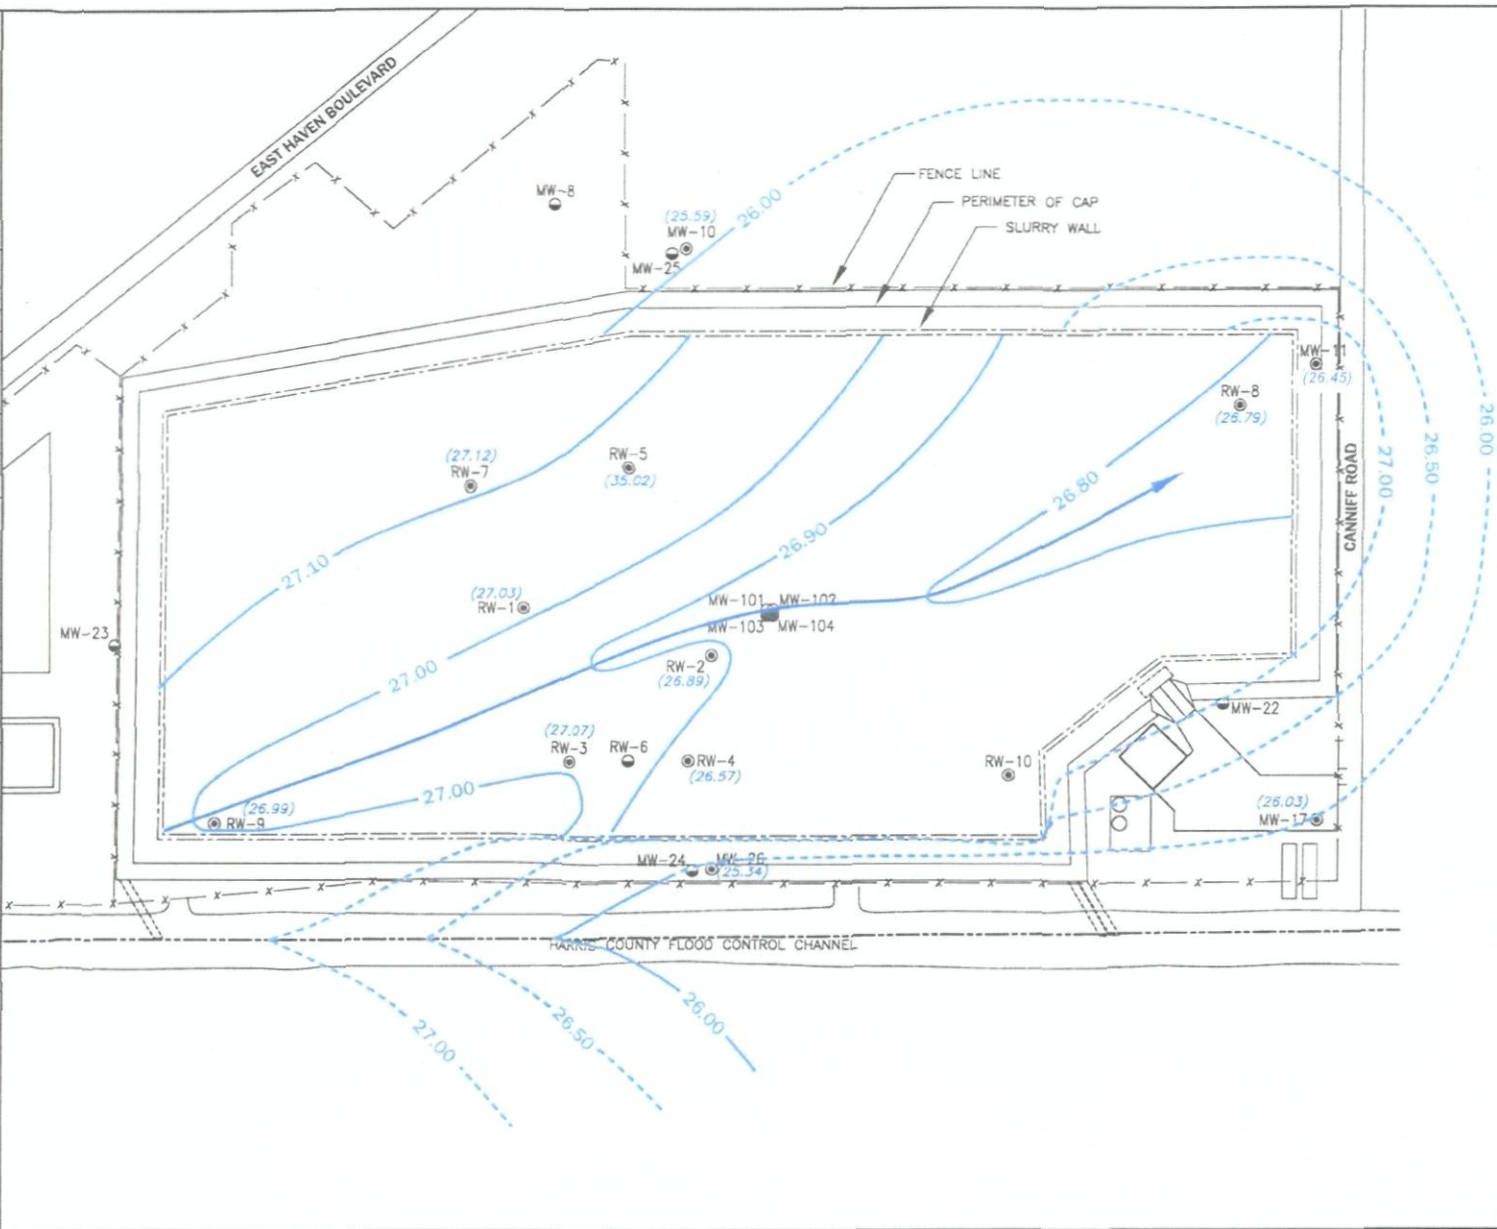 EAST HAVEN BOULEVARD
MW-8
(25.59)
MW-10
MW-25
26.00
FENCE LINE
PERIMETER OF CAP
SLURRY WALL
MW-11
(26.45)
RW-8
(26.79)
(27.12)
RW-7
RW-5
(35.02)
26.80
26.90
27.10
27.00
26.50
26.00
CANNIFF ROAD
(27.03)
RW-1
MW-101
MW-102
MW-103
MW-104
MW-23
RW-2
(26.89)
27.00
MW-22
(27.07)
RW-3
RW-6
RW-4
(26.57)
RW-10
27.00
(26.99)
RW-9
(26.03)
MW-17
MW-24
MW-26
(25.34)
HARRIS COUNTY FLOOD CONTROL CHANNEL
27.00
26.50
26.00